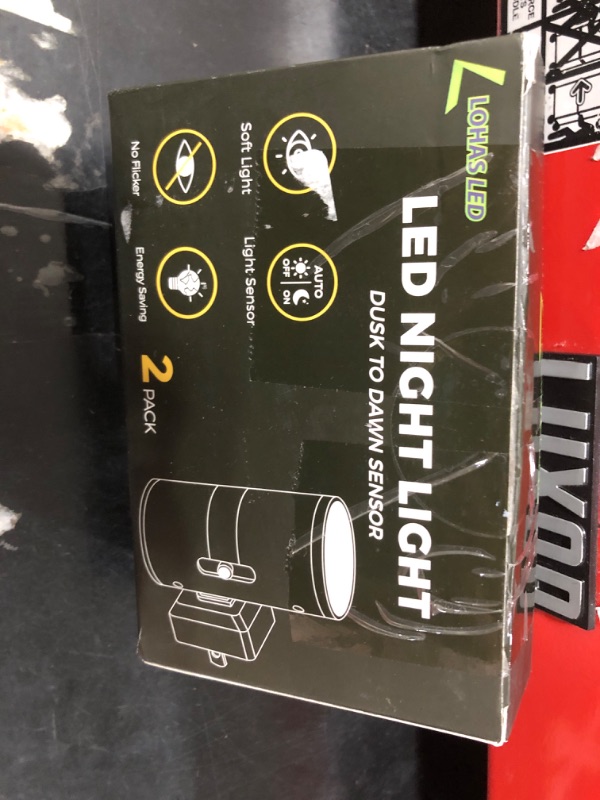 LOHAS LED
LED NIGHT LIGHT
DUSK TO DAWN SENSOR
AUTO
OFF ON
Soft Light
Light Sensor
No Flicker
Energy Saving
2 PACK